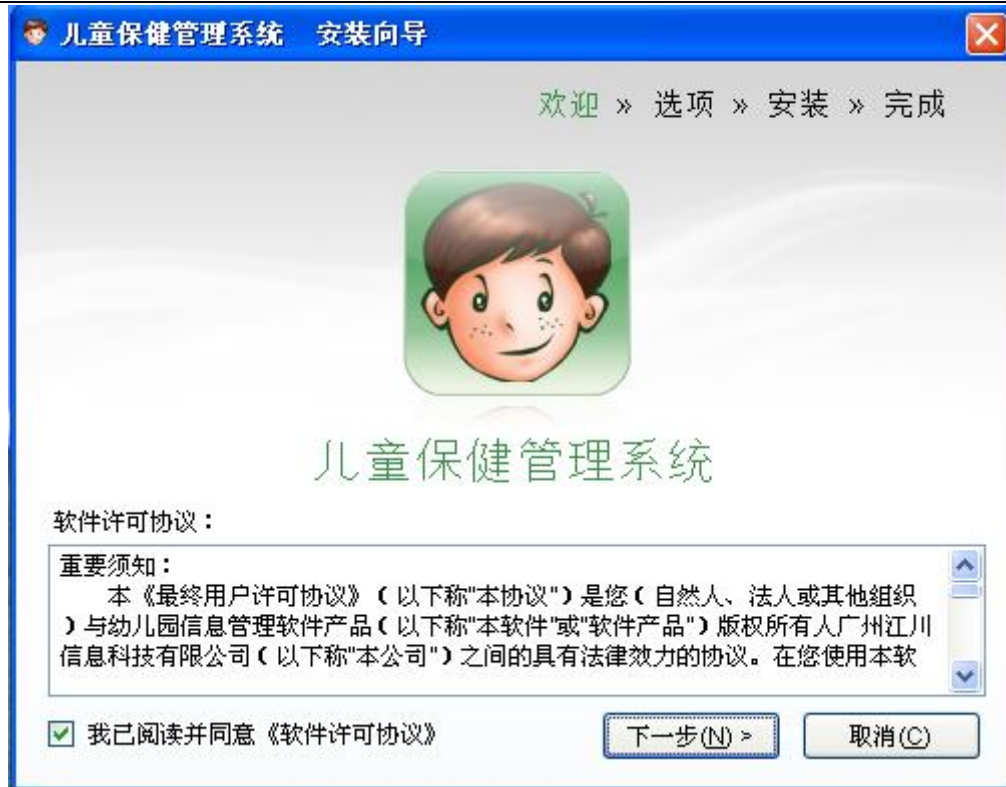 儿童保健管理系统 安装向导
欢迎 » 选项 » 安装 » 完成
儿童保健管理系统
软件许可协议：
重要须知：
本《最终用户许可协议》（以下称"本协议"）是您（自然人、法人或其他组织
）与幼儿园信息管理软件产品（以下称"本软件"或"软件产品"）版权所有人广州江川
信息科技有限公司（以下称"本公司"）之间的具有法律效力的协议。在您使用本软
我已阅读并同意《软件许可协议》
下一步(N) >
取消(C)